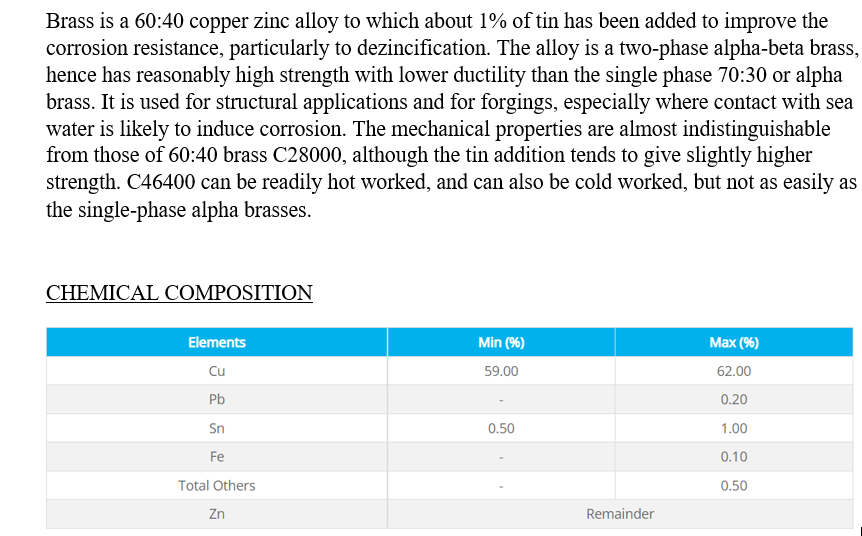 Brass is a 60:40 copper zinc alloy to which about 1% of tin has been added to improve the
corrosion resistance, particularly to dezincification. The alloy is a two-phase alpha-beta brass,
hence has reasonably high strength with lower ductility than the single phase 70:30 or alpha
brass. It is used for structural applications and for forgings, especially where contact with sea
water is likely to induce corrosion. The mechanical properties are almost indistinguishable
from those of 60:40 brass C28000, although the tin addition tends to give slightly higher
strength. C46400 can be readily hot worked, and can also be cold worked, but not as easily as
the single-phase alpha brasses.
CHEMICAL COMPOSITION
Elements Min (%) Max (%)
Cu 59.00 62.00
Pb - 0.20
Sn 0.50 1.00
Fe - 0.10
Total Others - 0.50
Zn Remainder